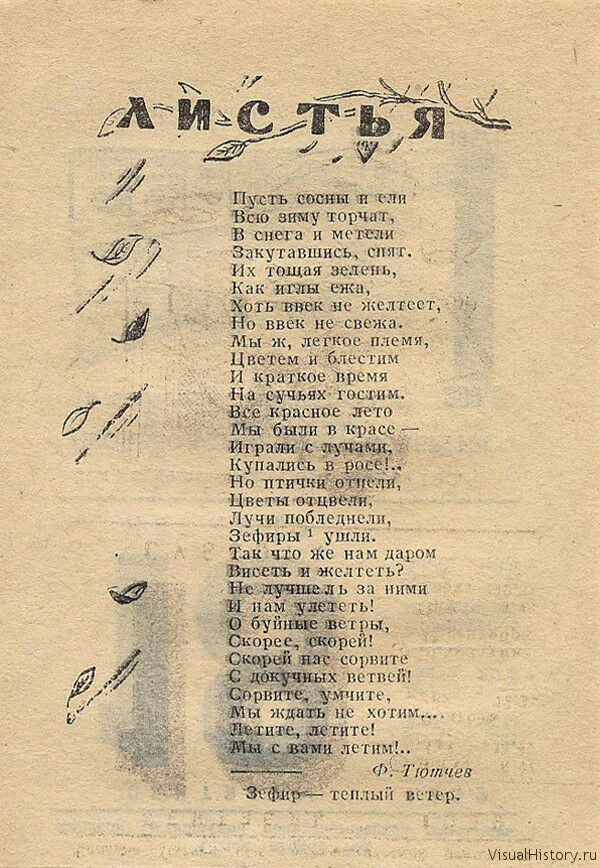 ЛИСТЬЯ
Пусть сосны и ели
Всю зиму торчат,
В снега и метели
Закутавшись, спят.
Их тощая зелень,
Как иглы ежа,
Хоть ввек не желтеет,
Но ввек не свежа.
Мы ж, легкое племя,
Цветем и блестим
И краткое время
На сучьях гостим.
Все красное лето
Мы были в красе —
Играли с лучами,
Купались в росе!..
Но птички отпели,
Цветы отцвели,
Лучи побледнели,
Зефиры ¹ ушли.
Так что же нам даром
Висеть и желтеть?
Не лучше ль за ними
И нам улететь!
О буйные ветры,
Скорее, скорей!
Скорей нас сорвите
С докучных ветвей!
Сорвите, умчите,
Мы ждать не хотим...
Летите, летите!
Мы с вами летим!..
Ф. Тютчев
Зефир — теплый ветер.
VisualHistory.ru